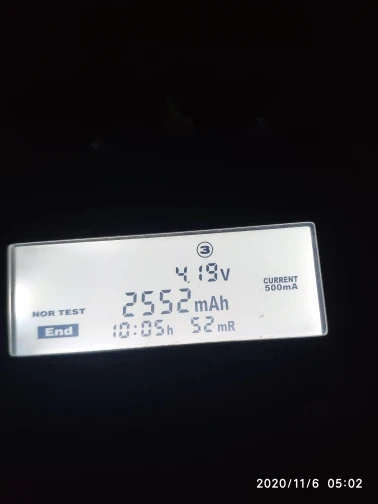 ③
4.19V
CURRENT
500mA
NOR TEST
2552mAh
End
10:05h 52mR
2020/11/6 05:02